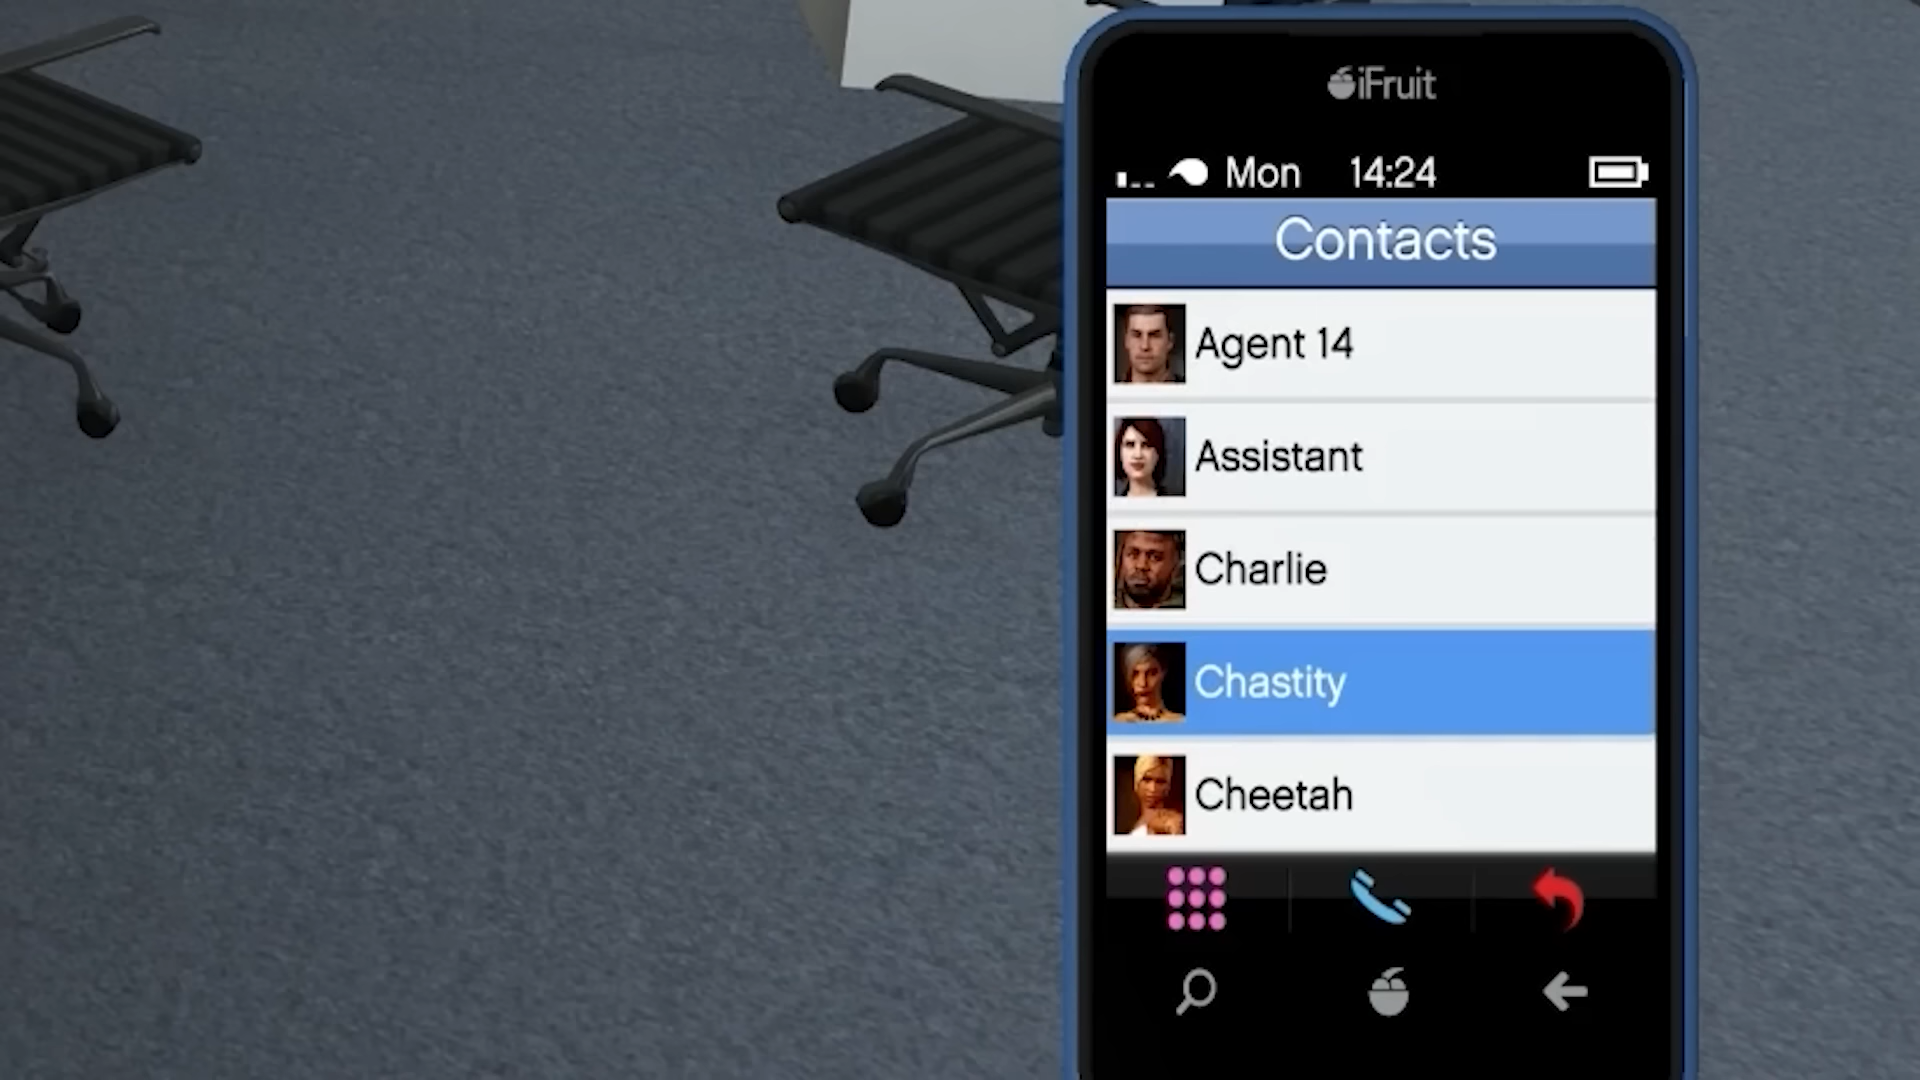 iFruit
Mon 14:24
Contacts
Agent 14
Assistant
Charlie
Chastity
Cheetah